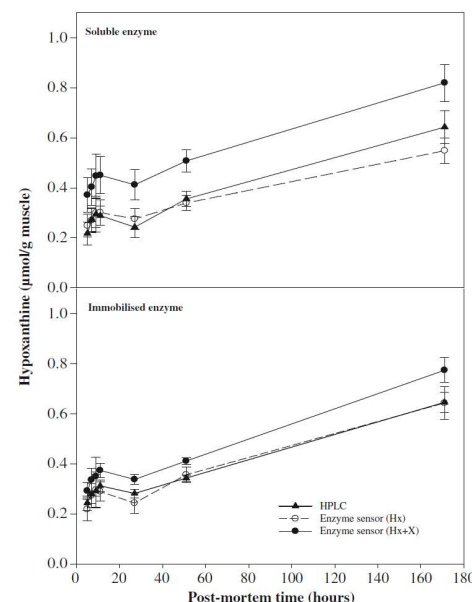 Soluble enzyme
1.0
0.8
0.6
0.4
0.2
0.0
Hypoxanthine (µmol/g muscle)
Immobilised enzyme
1.0
0.8
0.6
0.4
0.2
0.0
HPLC
Enzyme sensor (Hx)
Enzyme sensor (Hx+X)
0 20 40 60 80 100 120 140 160 180
Post-mortem time (hours)